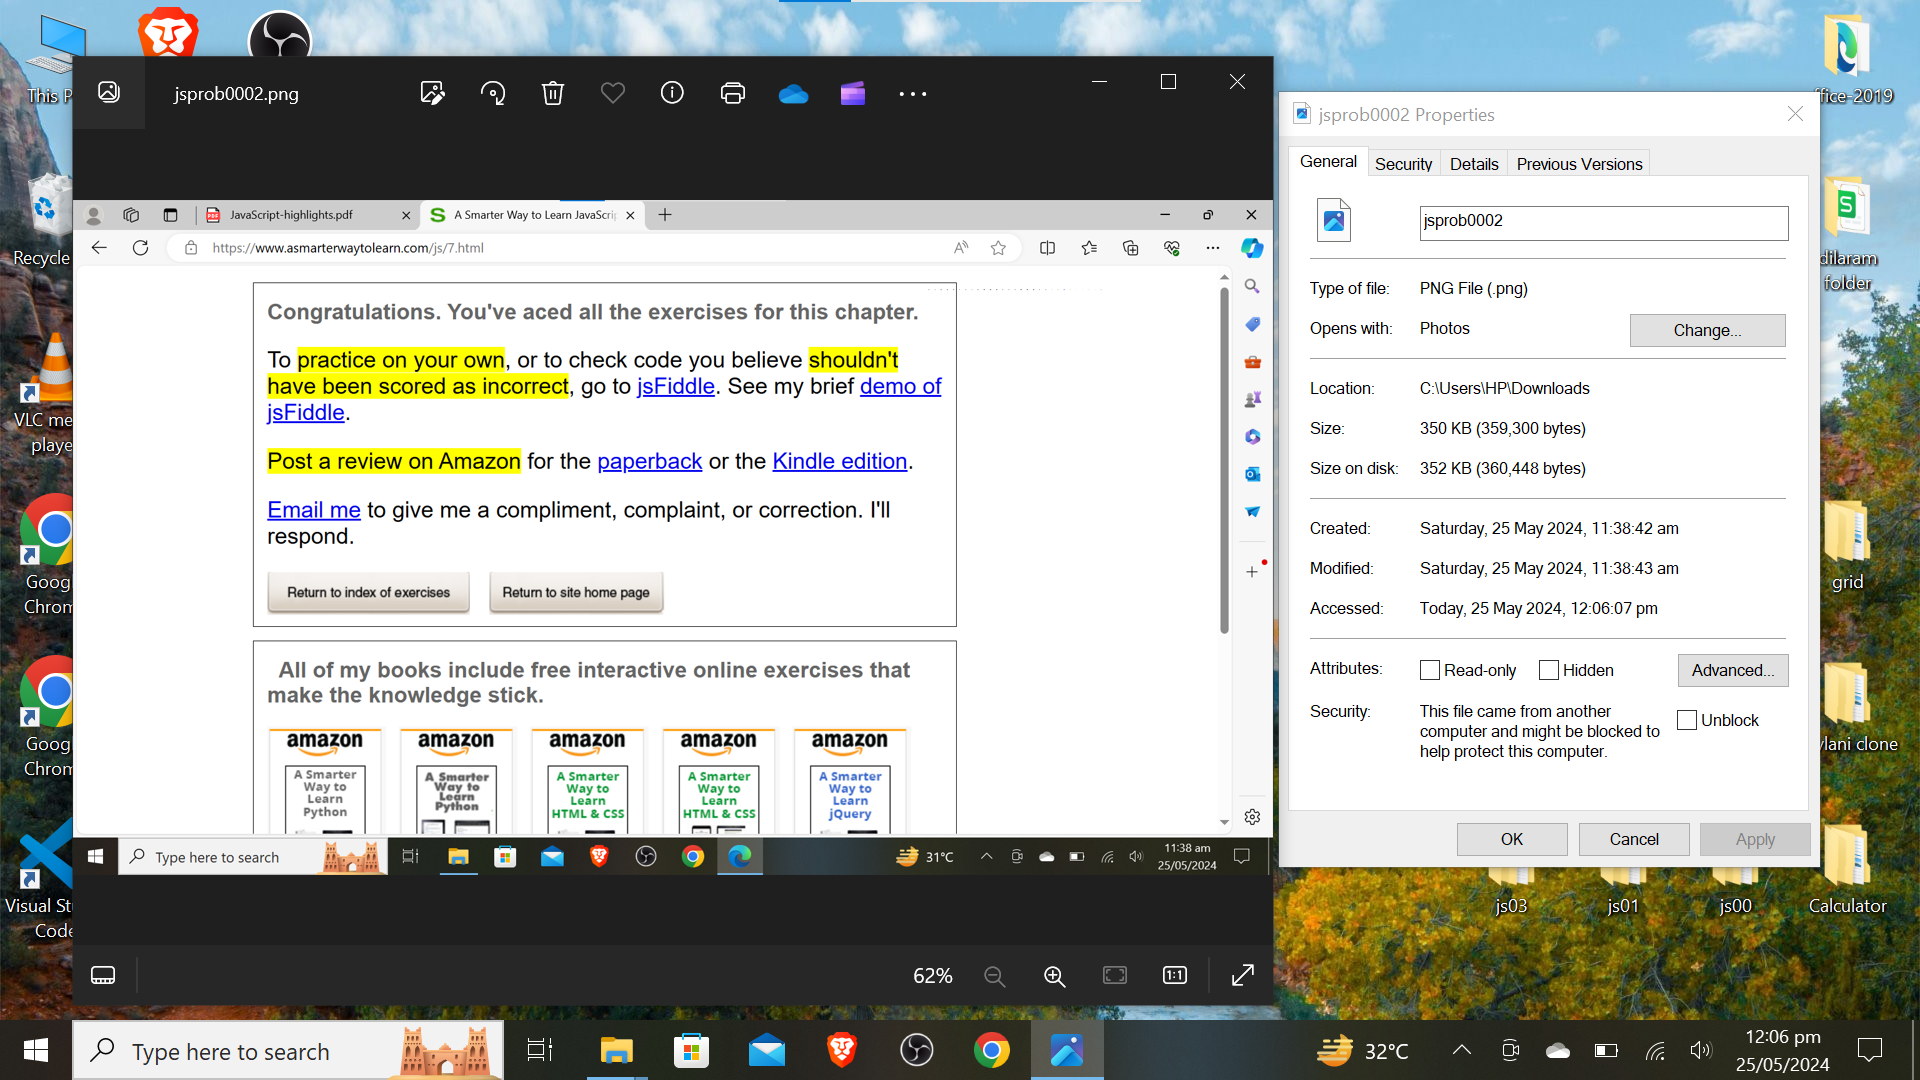 This P
Recycle
VLC me
playe
Goog
Chrom
Goog
Chrom
Visual Stu
Code
jsprob0002.png
JavaScript-highlights.pdf
A Smarter Way to Learn JavaScrip
https://www.asmarterwaytolearn.com/js/7.html
Congratulations. You've aced all the exercises for this chapter.
To practice on your own, or to check code you believe shouldn't
have been scored as incorrect, go to jsFiddle. See my brief demo of
jsFiddle.
Post a review on Amazon for the paperback or the Kindle edition.
Email me to give me a compliment, complaint, or correction. I'll
respond.
Return to index of exercises
Return to site home page
All of my books include free interactive online exercises that
make the knowledge stick.
amazon
A Smarter
Way to
Learn
Python
amazon
A Smarter
Way to
Learn
Python
amazon
A Smarter
Way to
Learn
HTML & CSS
amazon
A Smarter
Way to
Learn
HTML & CSS
amazon
A Smarter
Way to
Learn
jQuery
Type here to search
31°C
11:38 am
25/05/2024
62%
1:1
jsprob0002 Properties
General
Security
Details
Previous Versions
jsprob0002
Type of file: PNG File (.png)
Opens with: Photos
Change...
Location: C:\Users\HP\Downloads
Size: 350 KB (359,300 bytes)
Size on disk: 352 KB (360,448 bytes)
Created: Saturday, 25 May 2024, 11:38:42 am
Modified: Saturday, 25 May 2024, 11:38:43 am
Accessed: Today, 25 May 2024, 12:06:07 pm
Attributes: Read-only Hidden
Advanced...
Security: This file came from another
computer and might be blocked to
help protect this computer.
Unblock
OK
Cancel
Apply
ffice-2019
dilaram
folder
grid
ylani clone
js03
js01
js00
Calculator
Type here to search
32°C
12:06 pm
25/05/2024